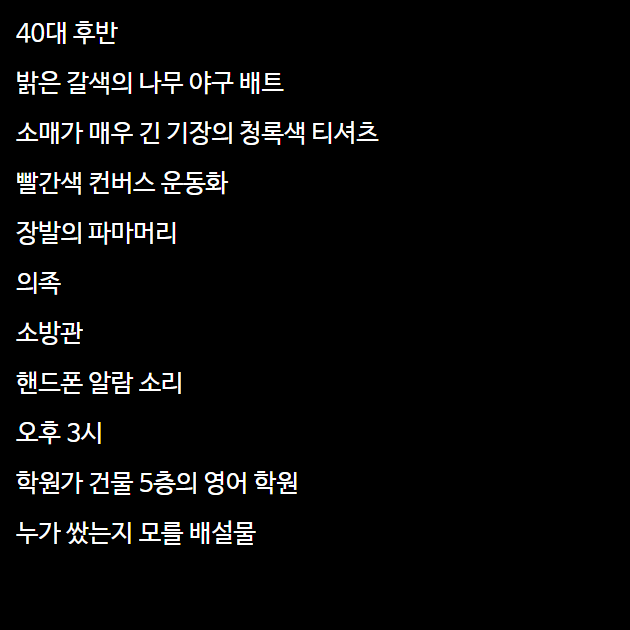 40대 후반
밝은 갈색의 나무 야구 배트
소매가 매우 긴 기장의 청록색 티셔츠
빨간색 컨버스 운동화
장발의 파마머리
의족
소방관
핸드폰 알람 소리
오후 3시
학원가 건물 5층의 영어 학원
누가 쌌는지 모를 배설물